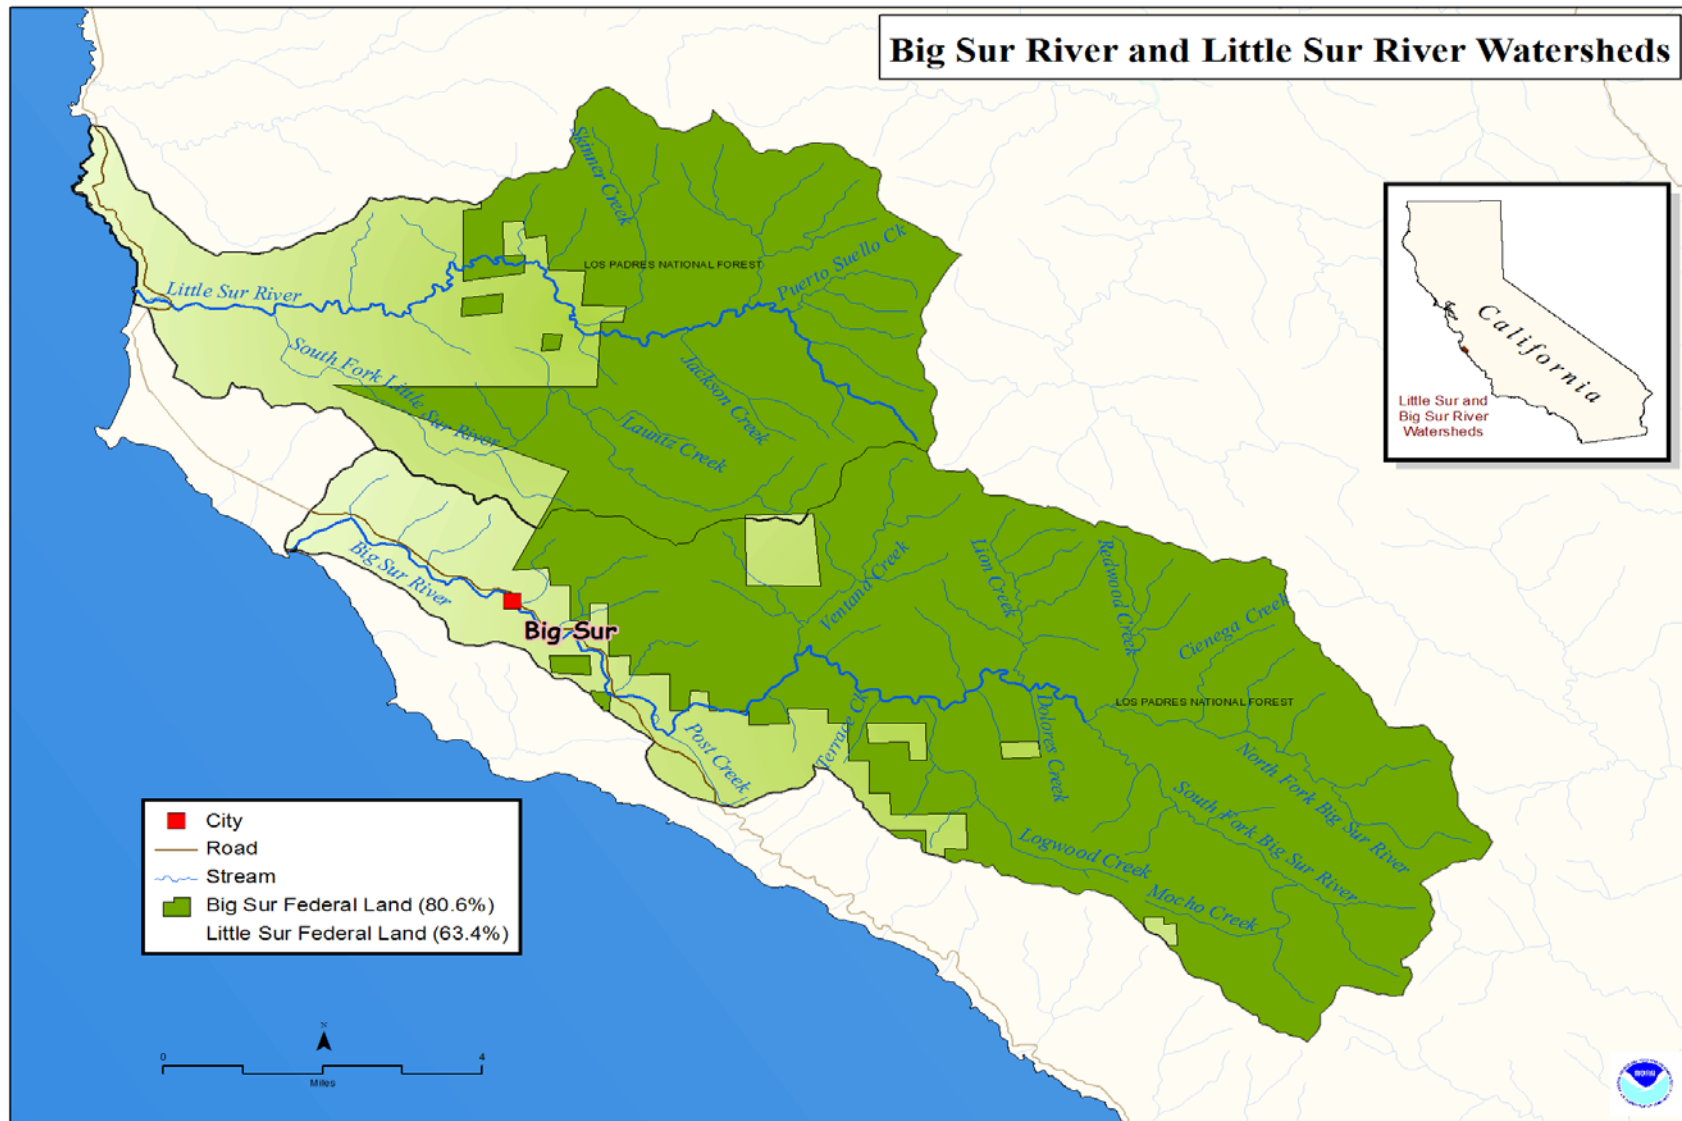 Big Sur River and Little Sur River Watersheds
Skinner Creek
LOS PADRES NATIONAL FOREST
Puerto Suello Ck
Little Sur River
South Fork Little Sur River
Jackson Creek
Launtz Creek
California
Little Sur and
Big Sur River
Watersheds
Big Sur River
Big Sur
Ventana Creek
Lion Creek
Redwood Creek
Cienega Creek
LOS PADRES NATIONAL FOREST
Post Creek
Terrace Ck
Dolores Creek
North Fork Big Sur River
South Fork Big Sur River
Logwood Creek
Mocho Creek
City
Road
Stream
Big Sur Federal Land (80.6%)
Little Sur Federal Land (63.4%)
N
0 4
Miles
noaa